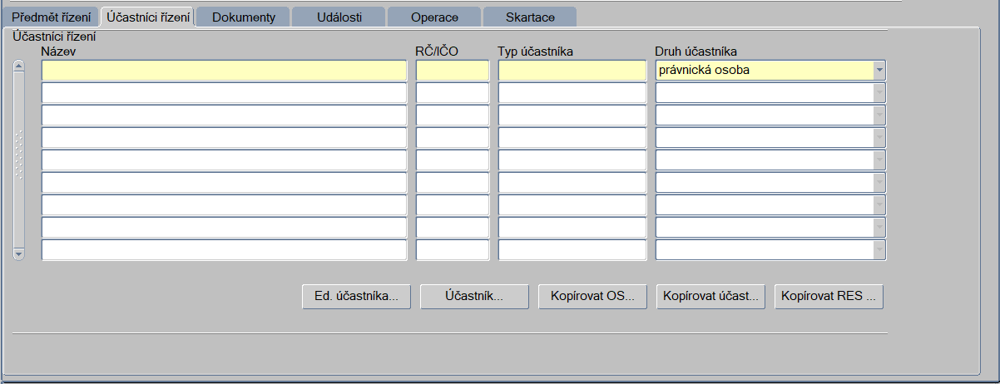 Předmět řízení Účastníci řízení Dokumenty Události Operace Skartace
Účastníci řízení
Název RČ/IČO Typ účastníka Druh účastníka
právnická osoba
Ed. účastníka... Účastník... Kopírovat OS... Kopírovat účast... Kopírovat RES ...